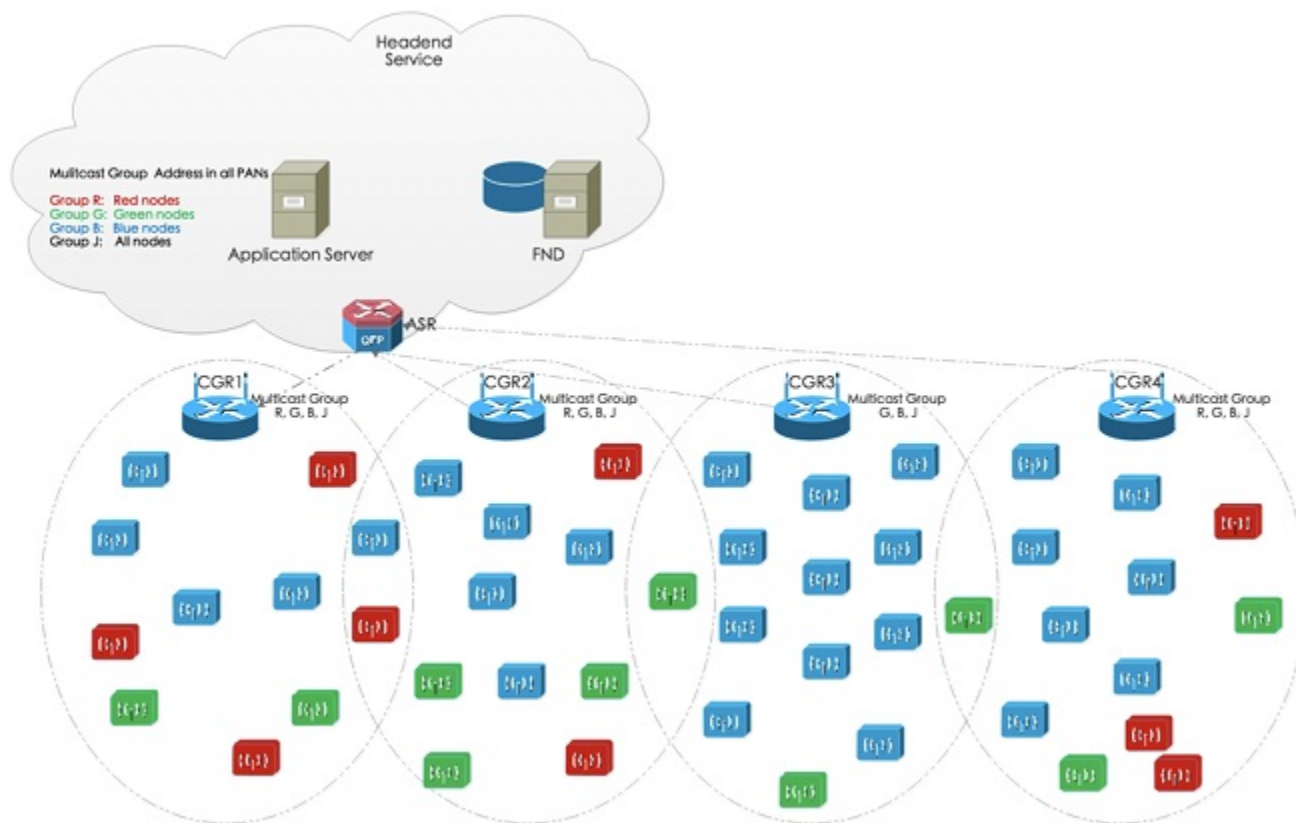 Headend
Service
Mulitcast Group Address in all PANs
Group R: Red nodes
Group G: Green nodes
Group B: Blue nodes
Group J: All nodes
Application Server
FND
ASR
QFP
CGR1
Multicast Group
R, G, B, J
CGR2
Multicast Group
R, G, B, J
CGR3
Multicast Group
G, B, J
CGR4
Multicast Group
R, G, B, J